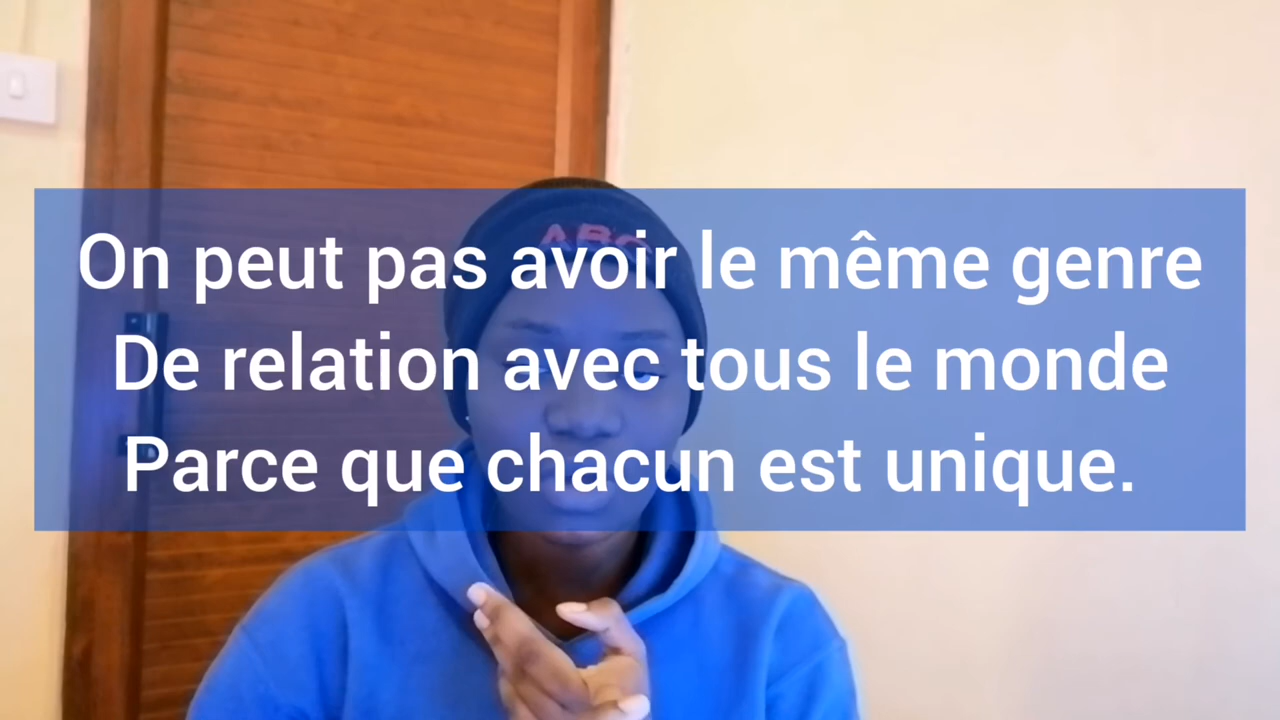 On peut pas avoir le même genre
De relation avec tous le monde
Parce que chacun est unique.